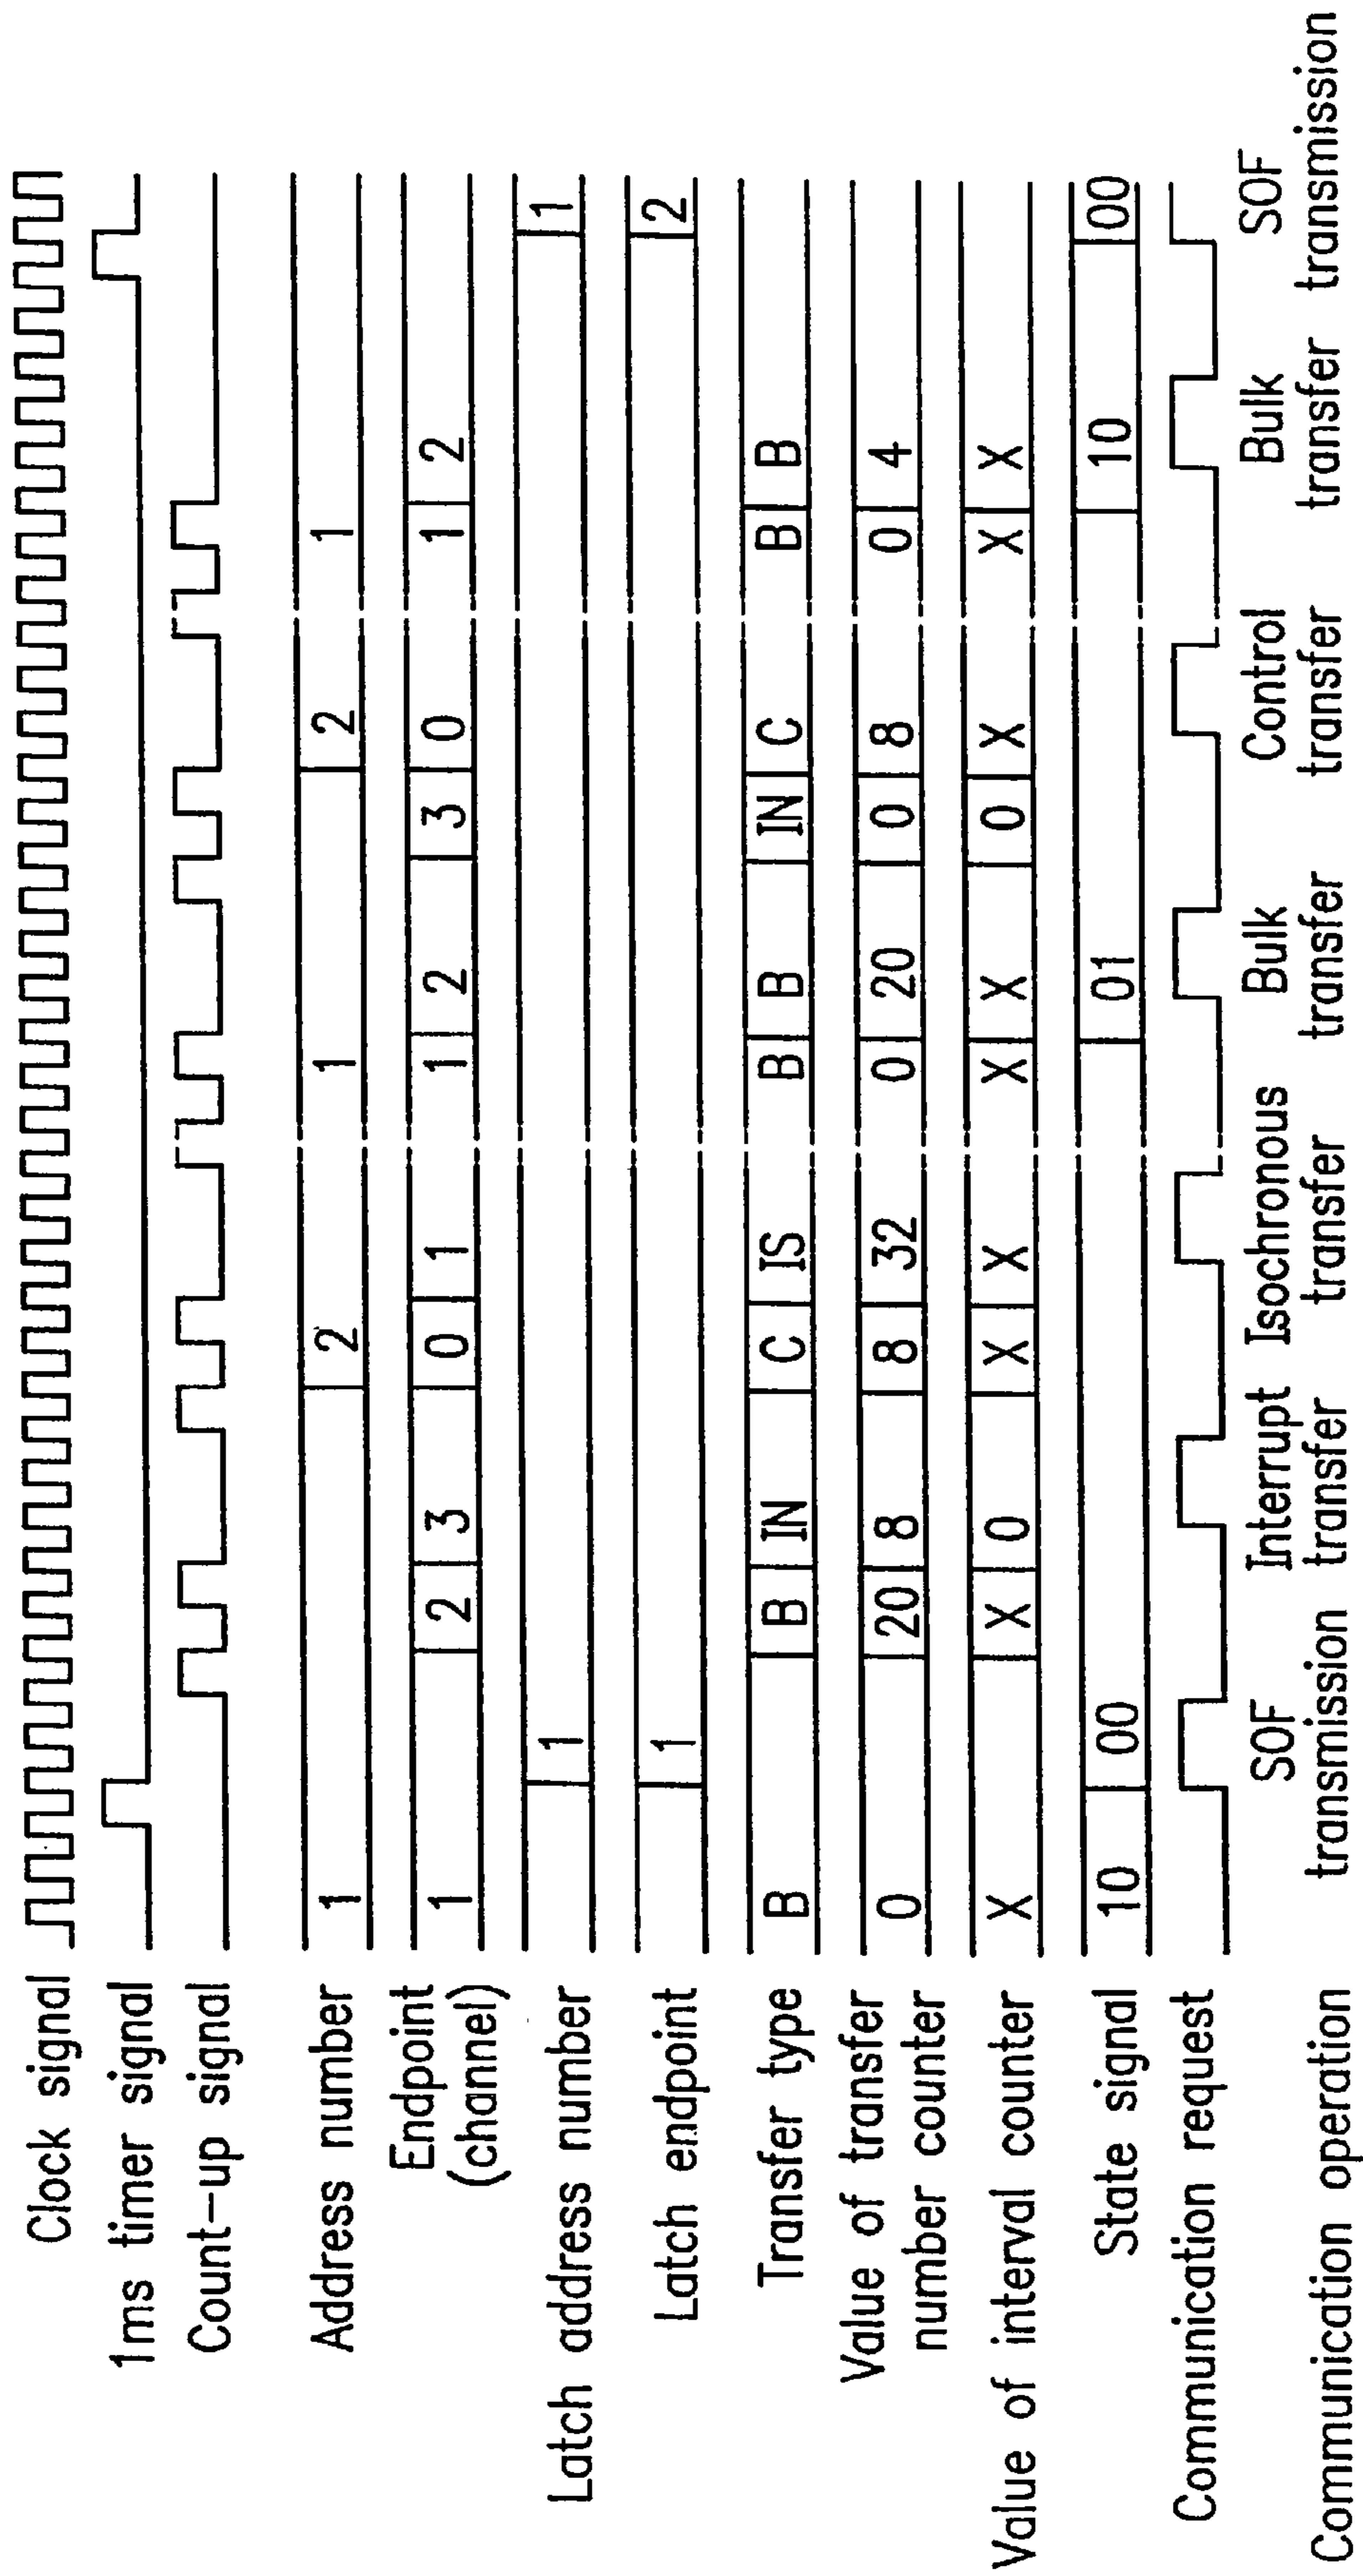 Clock signal
1ms timer signal
Count-up signal
Address number 1 2 1 2 1
Endpoint
(channel) 1 2 3 0 1 1 2 3 0 1 2
Latch address number 1 1
Latch endpoint 1 2
Transfer type B B IN C IS B B IN C B B
Value of transfer
number counter 0 20 8 8 32 0 20 0 8 0 4
Value of interval counter X X 0 X X X X 0 X X X
State signal 10 00 01 10 00
Communication request
Communication operation
SOF
transmission
Interrupt
transfer
Isochronous
transfer
Bulk
transfer
Control
transfer
Bulk
transfer
SOF
transmission